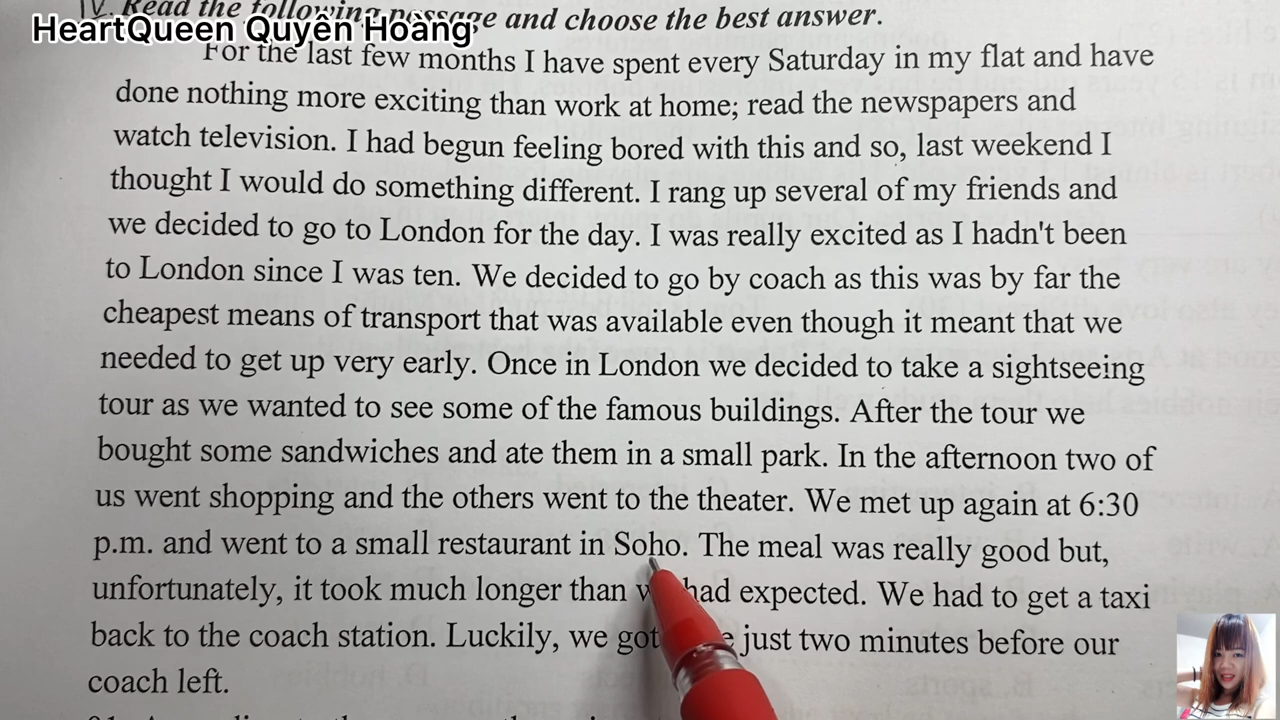 IV. Read the following passage and choose the best answer.
HeartQueen Quyên Hoàng
For the last few months I have spent every Saturday in my flat and have
done nothing more exciting than work at home; read the newspapers and
watch television. I had begun feeling bored with this and so, last weekend I
thought I would do something different. I rang up several of my friends and
we decided to go to London for the day. I was really excited as I hadn't been
to London since I was ten. We decided to go by coach as this was by far the
cheapest means of transport that was available even though it meant that we
needed to get up very early. Once in London we decided to take a sightseeing
tour as we wanted to see some of the famous buildings. After the tour we
bought some sandwiches and ate them in a small park. In the afternoon two of
us went shopping and the others went to the theater. We met up again at 6:30
p.m. and went to a small restaurant in Soho. The meal was really good but,
unfortunately, it took much longer than had expected. We had to get a taxi
back to the coach station. Luckily, we got just two minutes before our
coach left.